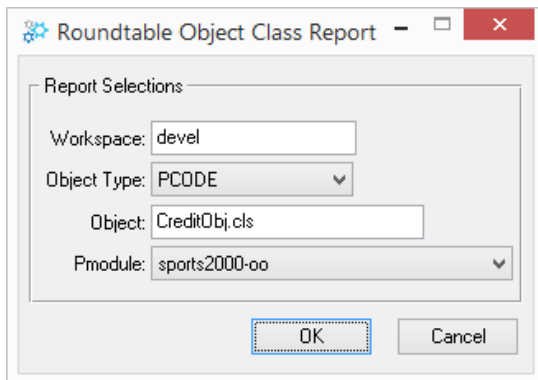 Roundtable Object Class Report
Report Selections
Workspace: devel
Object Type: PCODE
Object: CreditObj.cls
Pmodule: sports2000-oo
OK Cancel